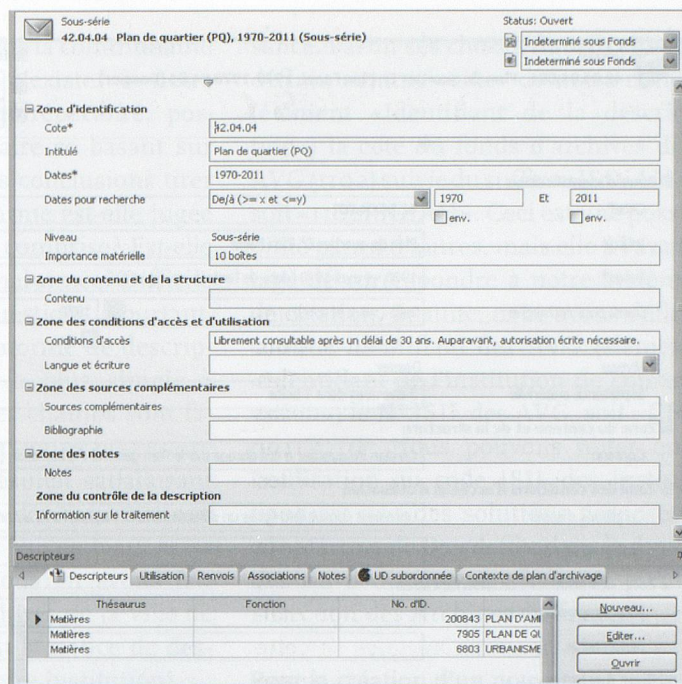 Sous-série
42.04.04 Plan de quartier (PQ), 1970-2011 (Sous-série)
Status: Ouvert
Indeterminé sous Fonds
Indeterminé sous Fonds
Zone d'identification
Cote* 42.04.04
Intitulé Plan de quartier (PQ)
Dates* 1970-2011
Dates pour recherche De/à (>= x et <=y) 1970 Et 2011
env. env.
Niveau Sous-série
Importance matérielle 10 boîtes
Zone du contenu et de la structure
Contenu
Zone des conditions d'accès et d'utilisation
Conditions d'accès Librement consultable après un délai de 30 ans. Auparavant, autorisation écrite nécessaire.
Langue et écriture
Zone des sources complémentaires
Sources complémentaires
Bibliographie
Zone des notes
Notes
Zone du contrôle de la description
Information sur le traitement
Descripteurs
Descripteurs Utilisation Renvois Associations Notes UD subordonnée Contexte de plan d'archivage
Thésaurus Fonction No. d'ID.
Matières 200843 PLAN D'AMI
Matières 7905 PLAN DE QU
Matières 6803 URBANISME
Nouveau...
Editer...
Ouvrir